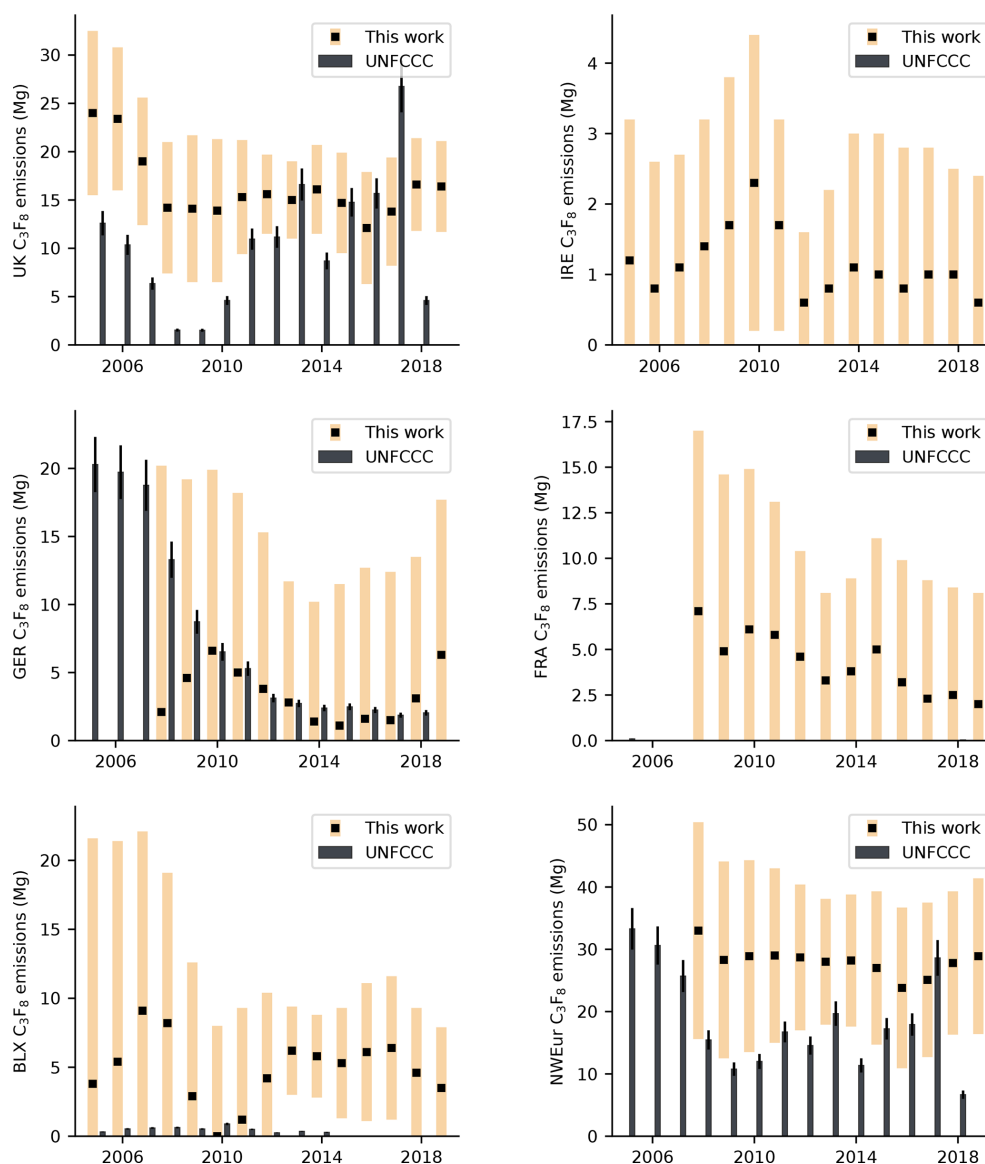 UK C₃F₈ emissions (Mg)
30
25
20
15
10
5
0
2006 2010 2014 2018
This work
UNFCCC
IRE C₃F₈ emissions (Mg)
4
3
2
1
0
2006 2010 2014 2018
This work
UNFCCC
GER C₃F₈ emissions (Mg)
20
15
10
5
0
2006 2010 2014 2018
This work
UNFCCC
FRA C₃F₈ emissions (Mg)
17.5
15.0
12.5
10.0
7.5
5.0
2.5
0.0
2006 2010 2014 2018
This work
UNFCCC
BLX C₃F₈ emissions (Mg)
20
15
10
5
0
2006 2010 2014 2018
This work
UNFCCC
NWEur C₃F₈ emissions (Mg)
50
40
30
20
10
0
2006 2010 2014 2018
This work
UNFCCC